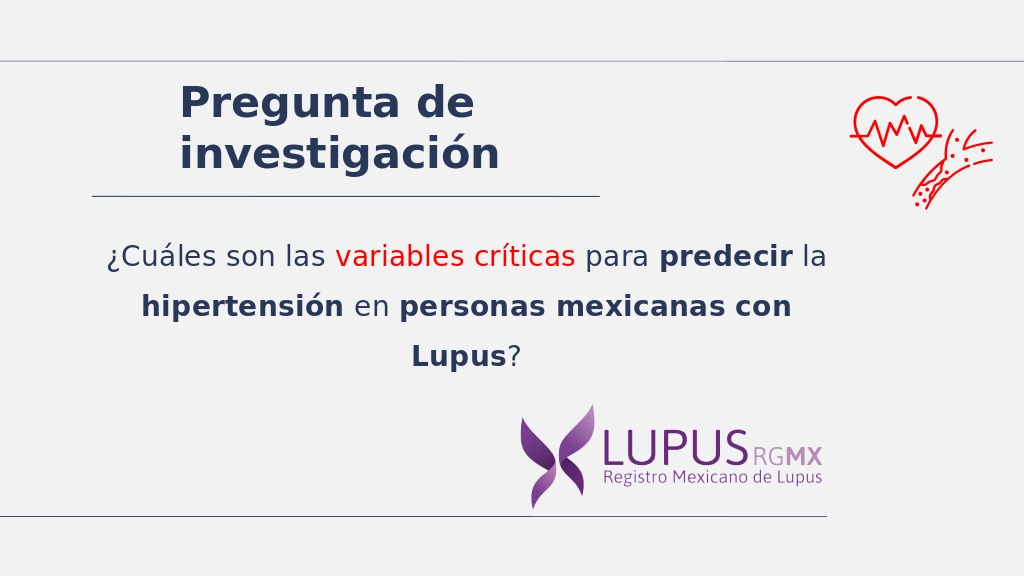 Pregunta de
investigación
¿Cuáles son las variables críticas para predecir la
hipertensión en personas mexicanas con
Lupus?
LUPUS RGMX
Registro Mexicano de Lupus